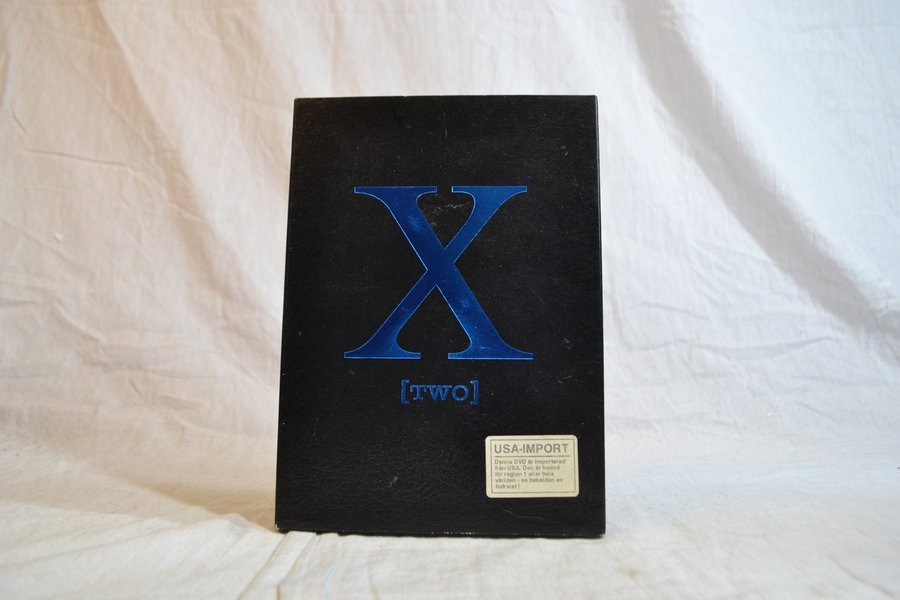 X
[TWO]
USA-IMPORT
Denna DVD är importerad
från USA. Den är kodad
för region 1 eller hela
världen - se baksidan av
fodralet!